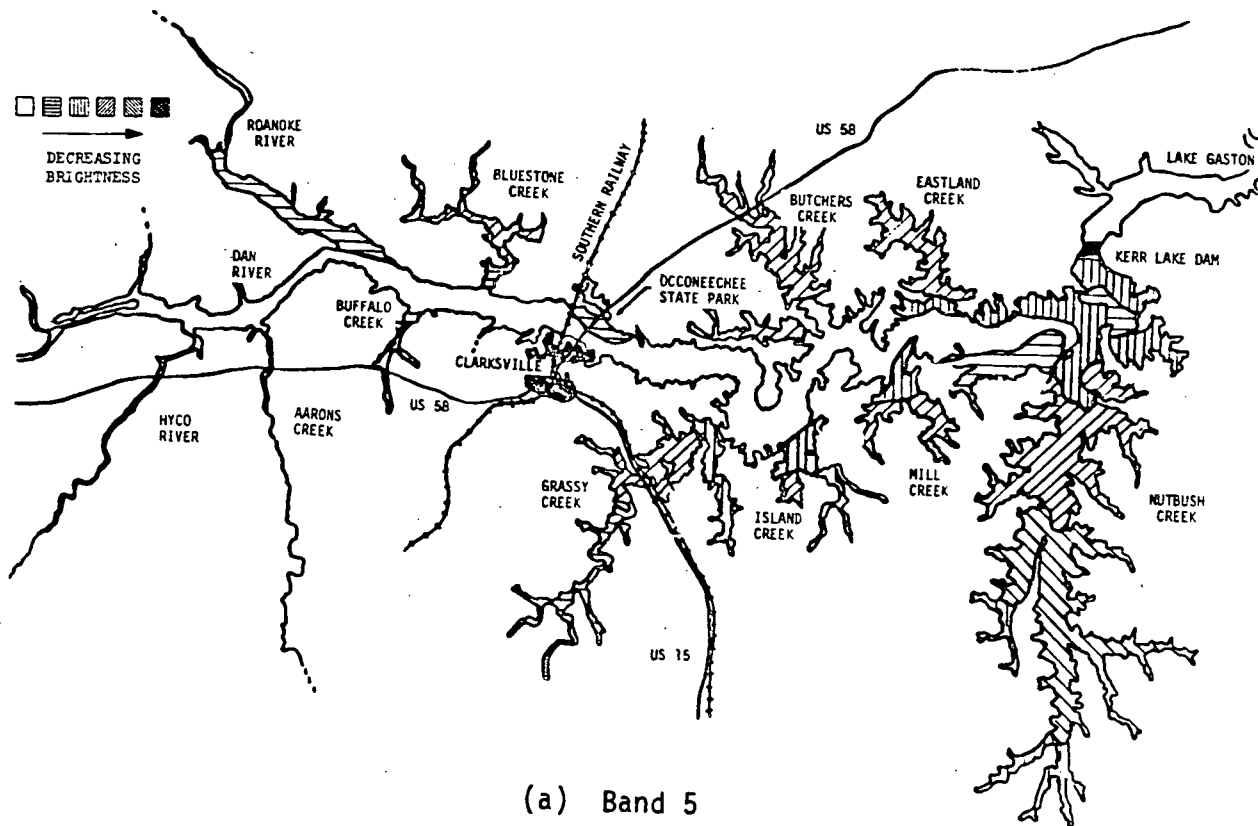 US 58
ROANOKE
RIVER
LAKE GASTON
DECREASING
BRIGHTNESS
BLUESTONE
CREEK
SOUTHERN RAILWAY
BUTCHERS
CREEK
EASTLAND
CREEK
DAN
RIVER
KERR LAKE DAM
OCCONEECHEE
STATE PARK
BUFFALO
CREEK
CLARKSVILLE
US 58
HYCO
RIVER
AARONS
CREEK
GRASSY
CREEK
ISLAND
CREEK
MILL
CREEK
NUTBUSH
CREEK
US 15
(a) Band 5